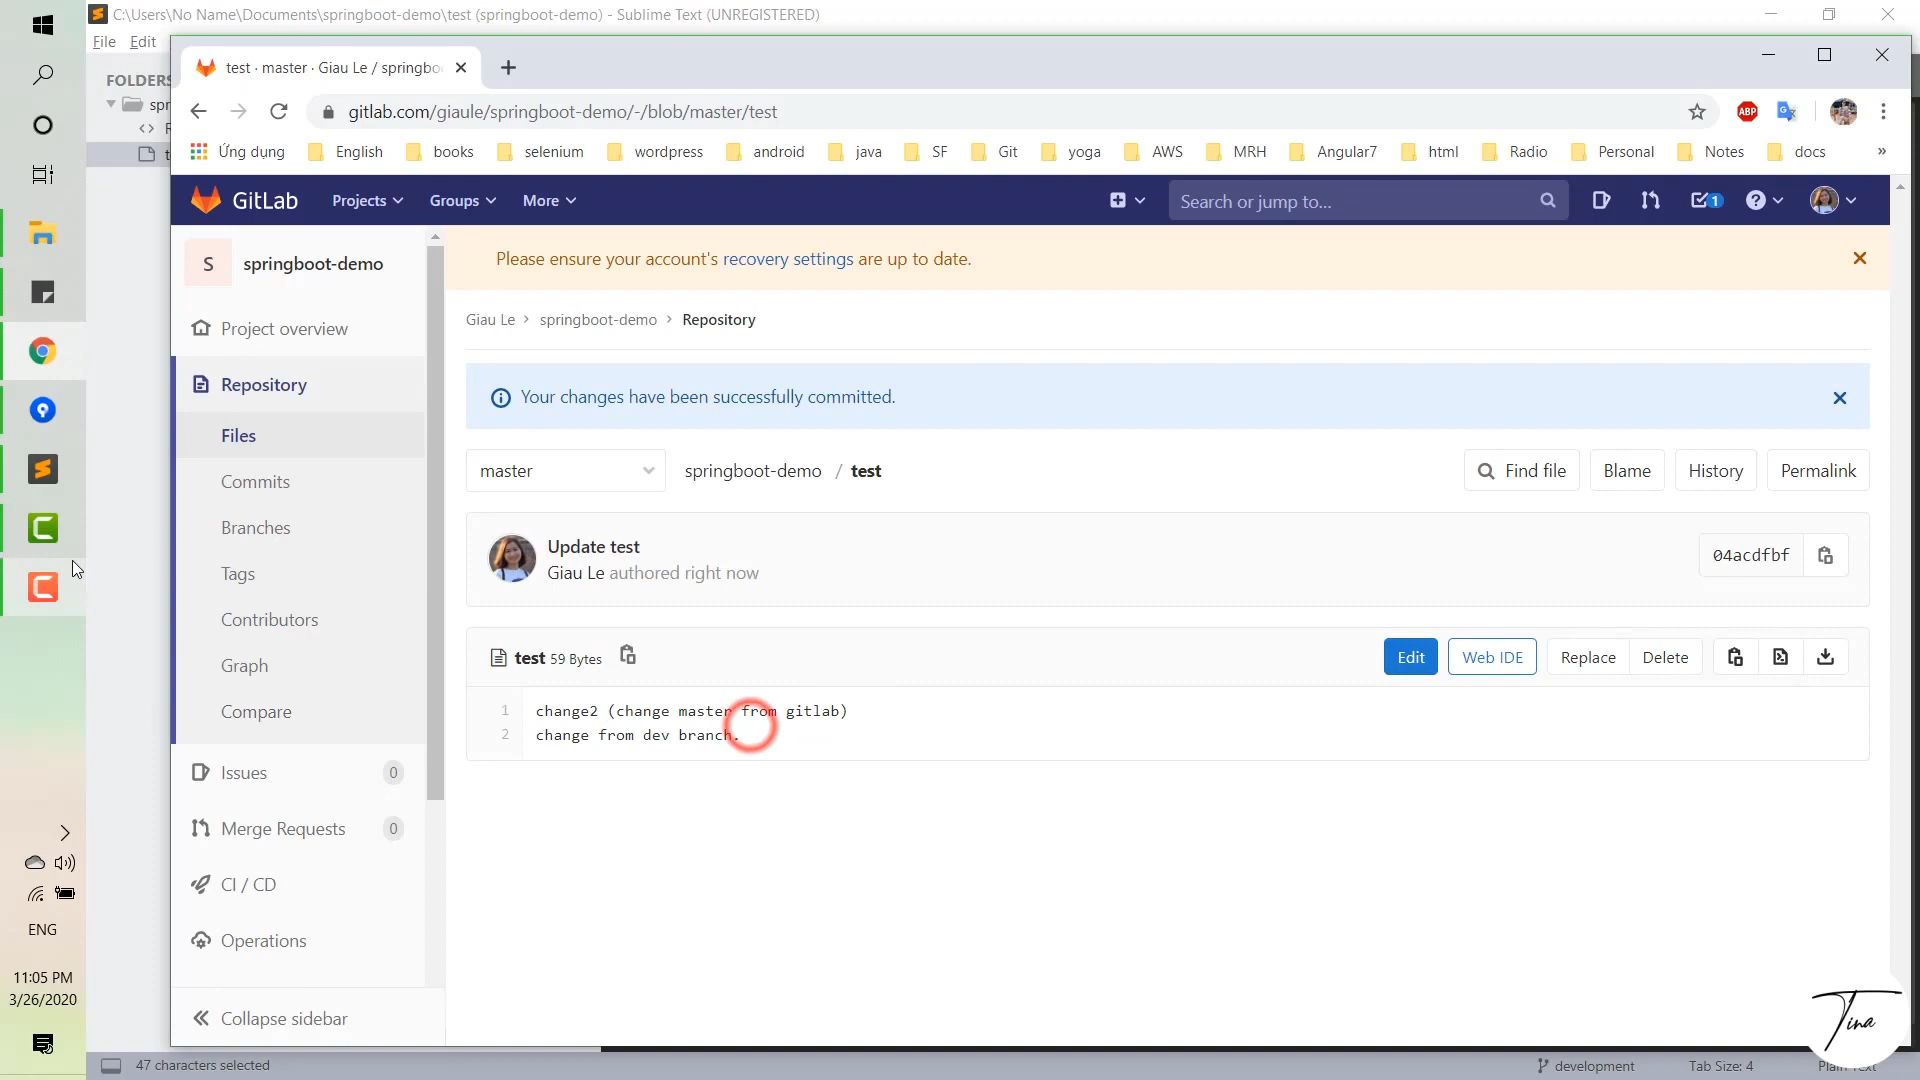 C:\Users\No Name\Documents\springboot-demo\test (springboot-demo) - Sublime Text (UNREGISTERED)
File Edit
FOLDERS
test · master · Giau Le / springbo
gitlab.com/giaule/springboot-demo/-/blob/master/test
ABP
Ứng dụng English books selenium wordpress android java SF Git yoga AWS MRH Angular7 html Radio Personal Notes docs »
GitLab Projects Groups More Search or jump to... 1
S springboot-demo
Please ensure your account's recovery settings are up to date.
Project overview
Giau Le > springboot-demo > Repository
Repository
Your changes have been successfully committed.
Files
master springboot-demo / test Find file Blame History Permalink
Commits
Branches
Update test
Giau Le authored right now
04acdfbf
Tags
Contributors
Graph
test 59 Bytes Edit Web IDE Replace Delete
Compare
1 change2 (change master from gitlab)
2 change from dev branch.
Issues 0
Merge Requests 0
CI / CD
Operations
Collapse sidebar
ENG
11:05 PM
3/26/2020
47 characters selected development Tab Size: 4
Tina